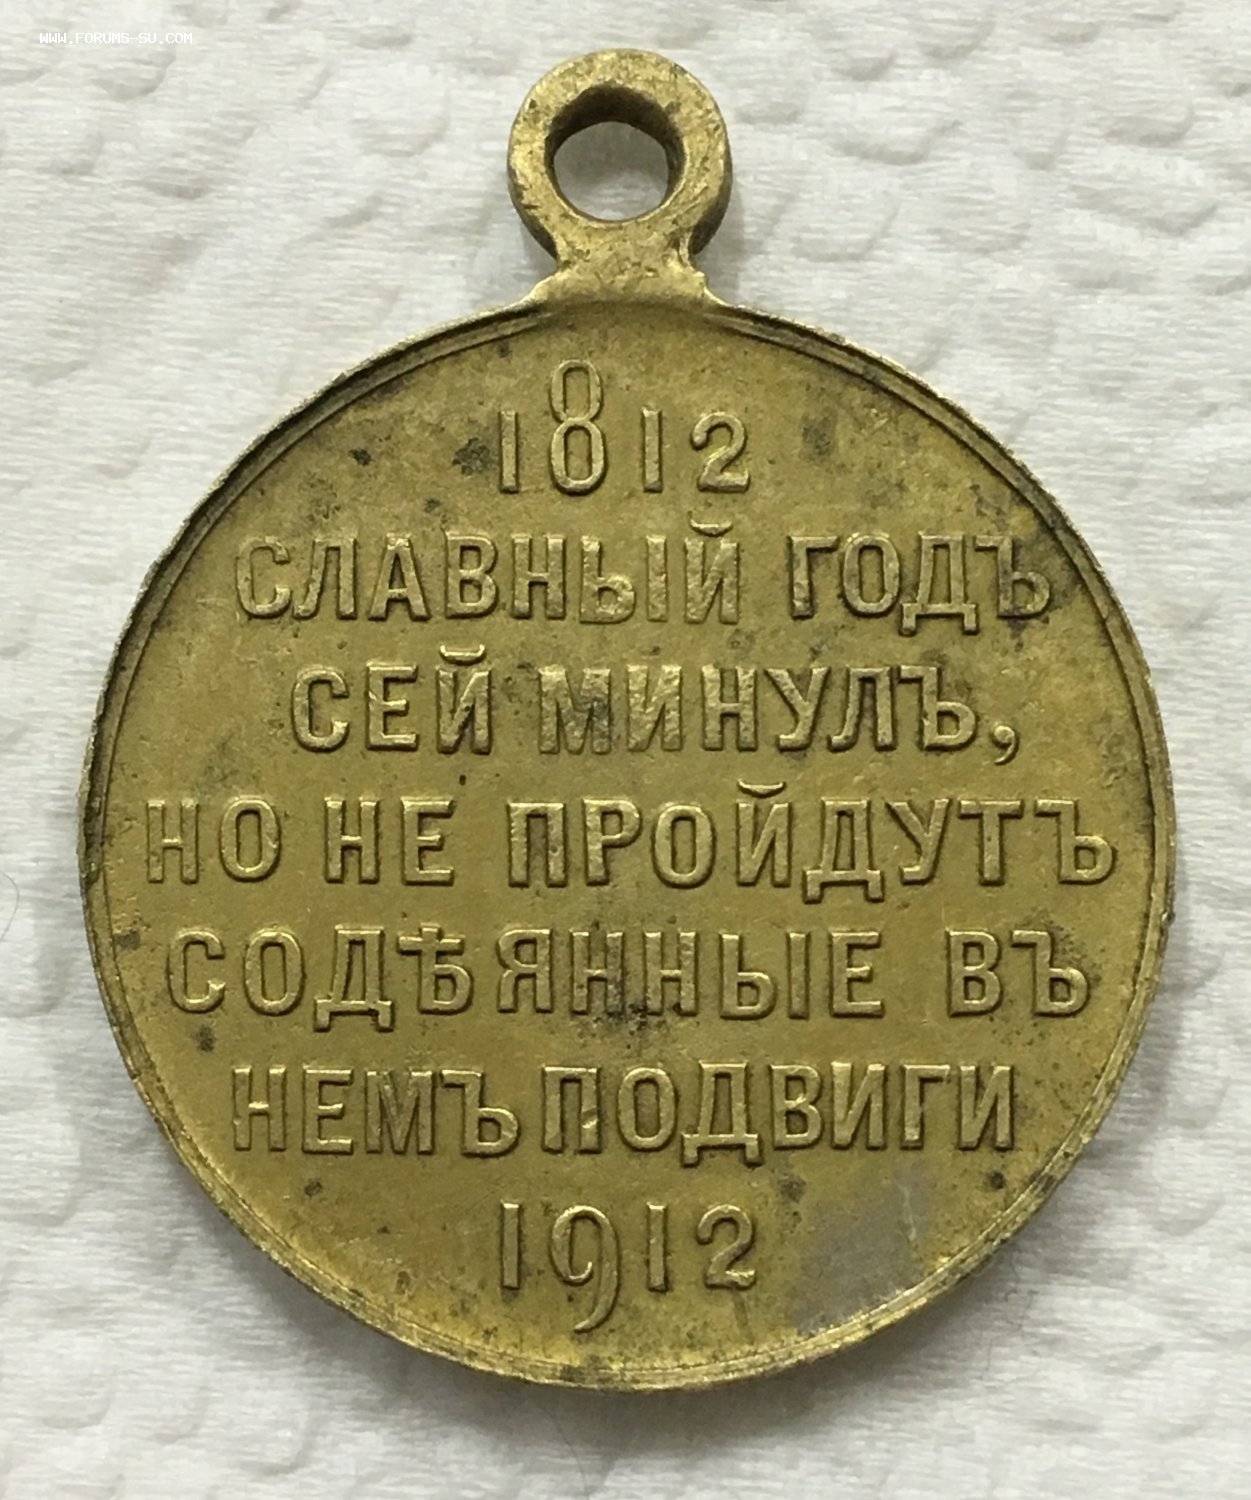 WWW.FORUMS-SU.COM
1812
СЛАВНЫЙ ГОДЪ
СЕЙ МИНУЛЪ,
НО НЕ ПРОЙДУТЪ
СОДѢЯННЫЕ ВЪ
НЕМЪ ПОДВИГИ
1912